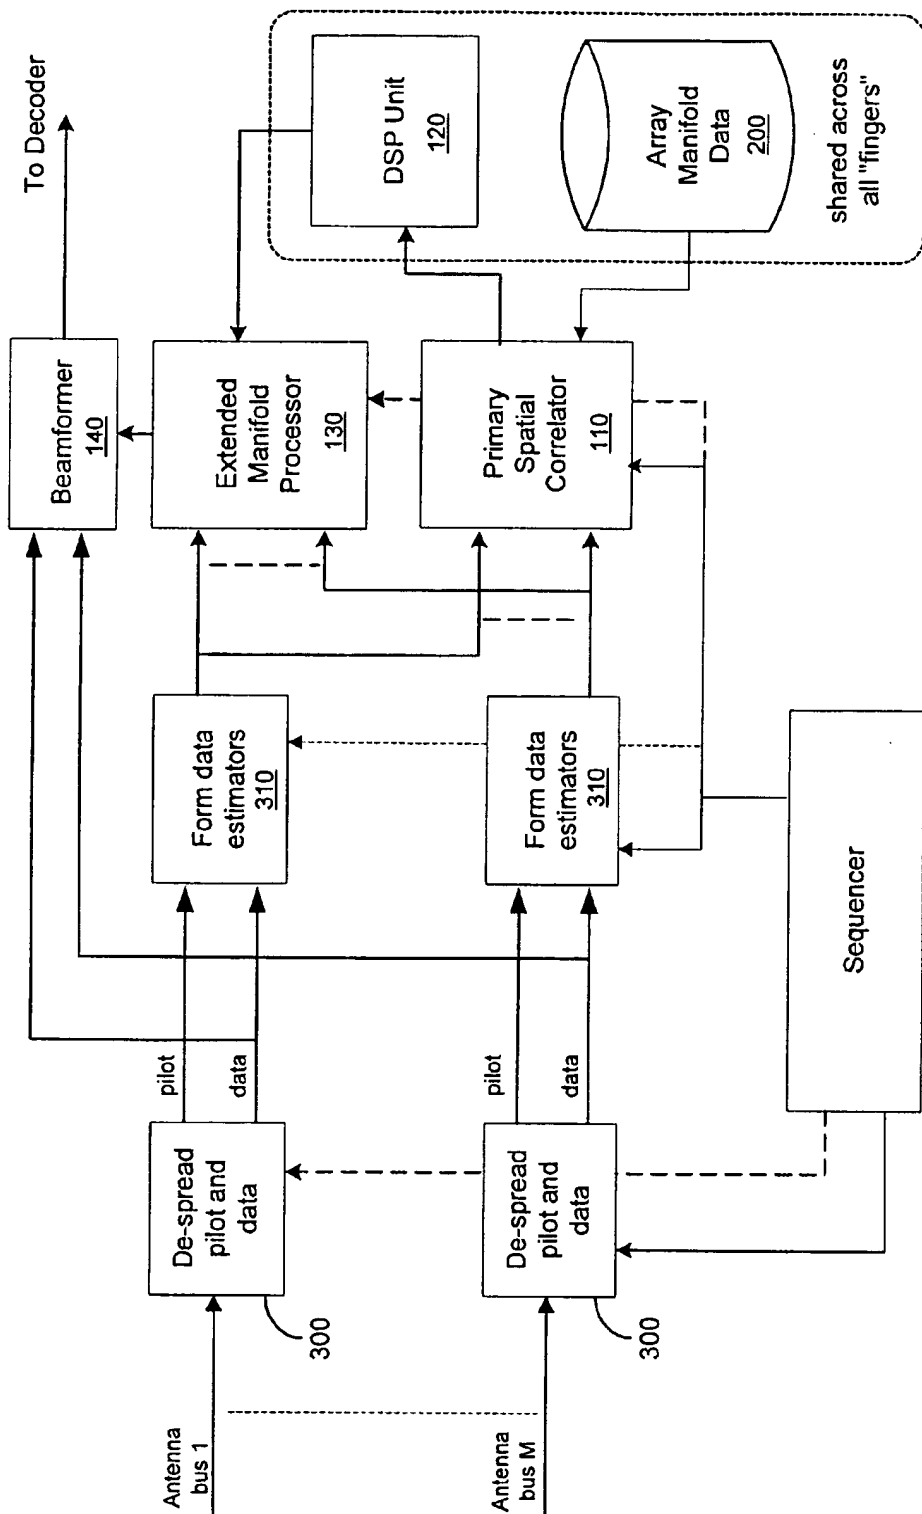 Antenna
bus 1
De-spread
pilot and
data
300
pilot
data
Form data
estimators
310
Extended
Manifold
Processor
130
Beamformer
140
To Decoder
Antenna
bus M
De-spread
pilot and
data
300
pilot
data
Form data
estimators
310
Primary
Spatial
Correlator
110
DSP Unit
120
Array
Manifold
Data
200
shared across
all "fingers"
Sequencer